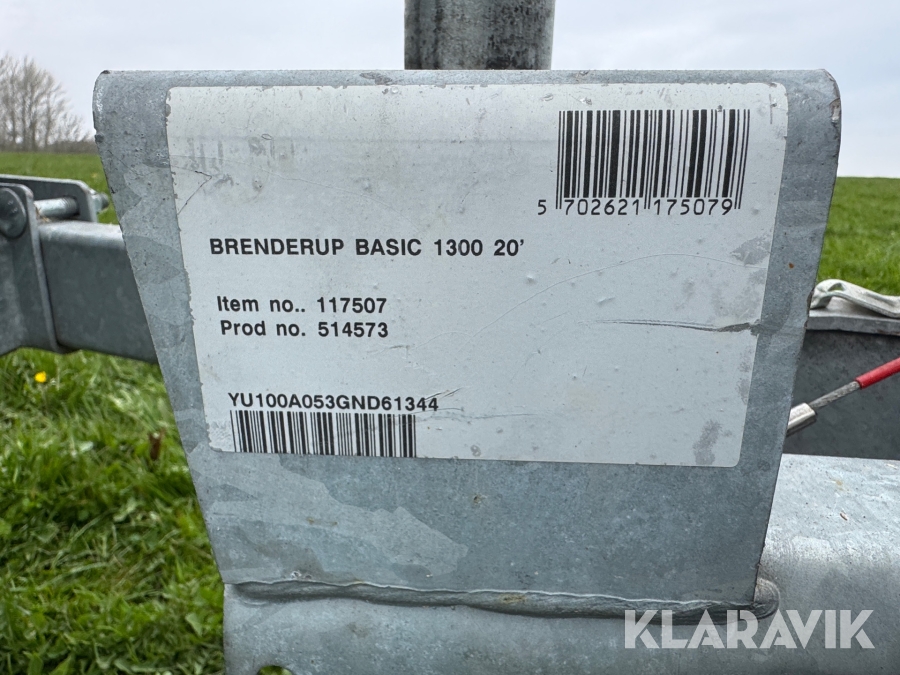 5 702621 175079
BRENDERUP BASIC 1300 20'
Item no.. 117507
Prod no. 514573
YU100A053GND61344
KLARAVIK